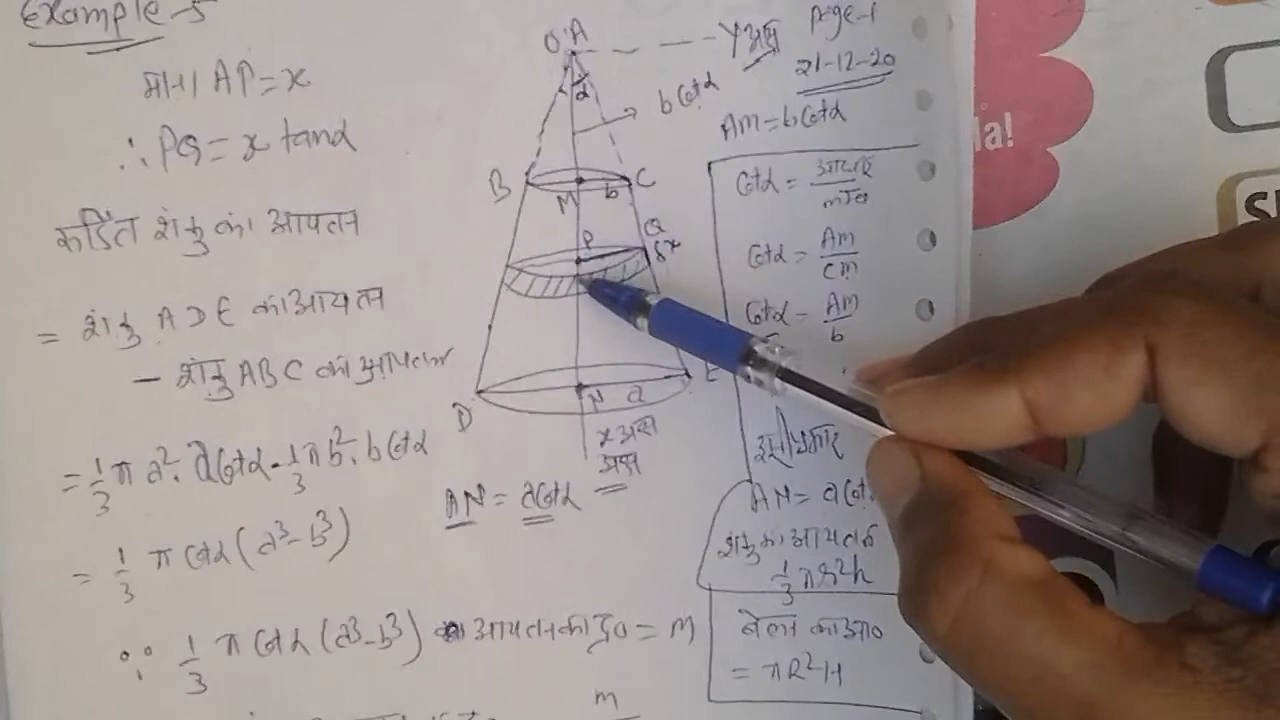 Example-5
माना AP = x
∴ PQ = x tanα
शंकु का आयतन
= शंकु ADE का आयतन
- शंकु ABC का आयतन
= 1/3 π a². a cotα - 1/3 π b². b cotα
= 1/3 π cotα (a³-b³)
∵ 1/3 π cotα (a³-b³) आयतन का द्र० = m
m
O A
Y अक्ष
α
b cotα
B
C
M
b
P
Q
δx
D
N
a
E
x अक्ष
अक्ष
AN = a cotα
Page-1
21-12-20
AM = b cotα
cotα = आधार/लम्ब
cotα = AM/CM
cotα = AM/b
इसी प्रकार
AN = a cot
शंकु का आयतन
1/3 πr²h
बेलन का आ०
= πR²H
la!